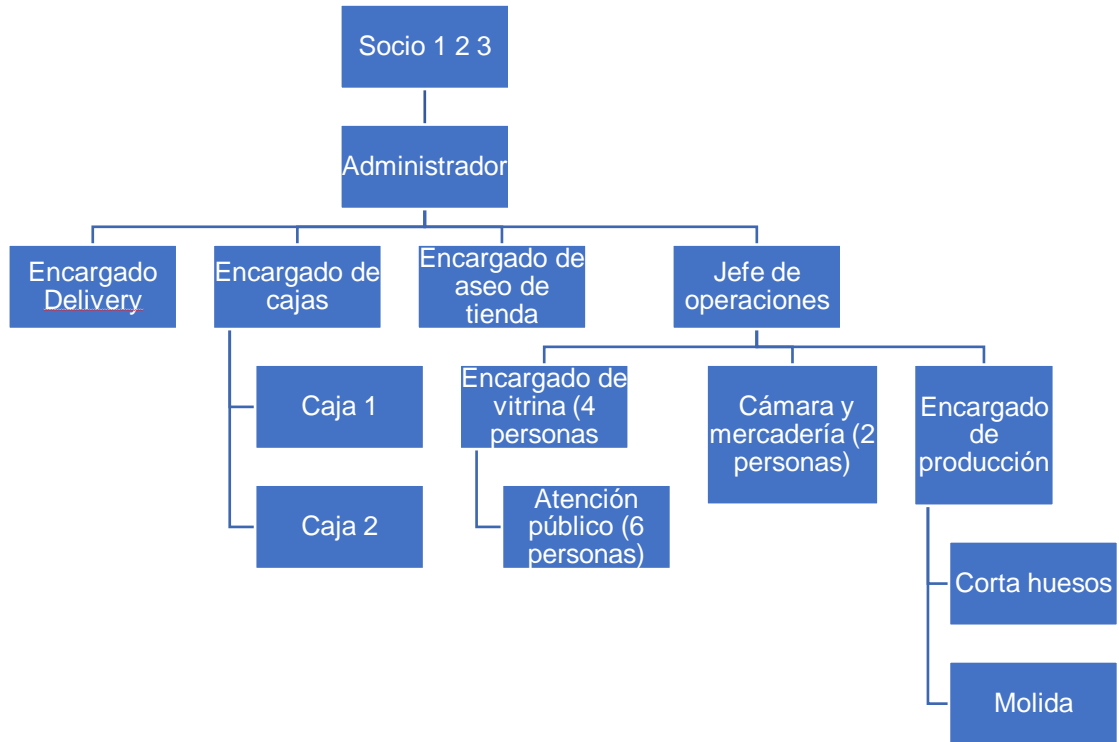 Socio 1 2 3
Administrador
Encargado
Delivery
Encargado de
cajas
Encargado de
aseo de
tienda
Jefe de
operaciones
Caja 1
Caja 2
Encargado de
vitrina (4
personas
Atención
público (6
personas)
Cámara y
mercadería (2
personas)
Encargado
de
producción
Corta huesos
Molida